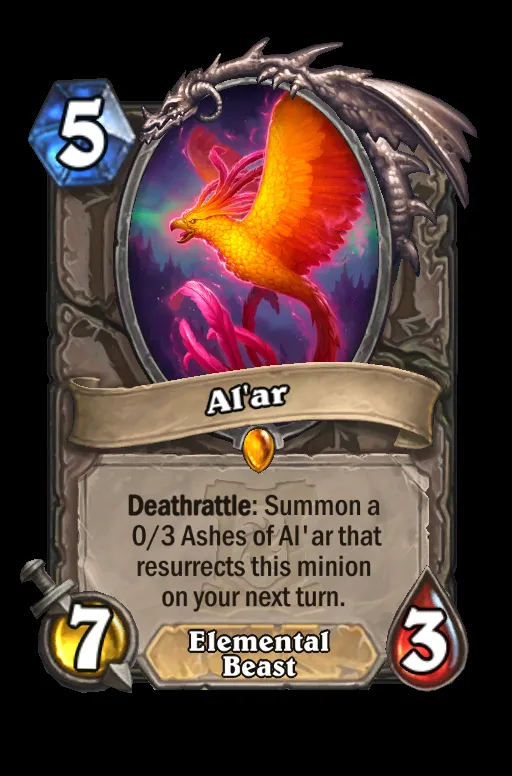 5
Al'ar
Deathrattle: Summon a
0/3 Ashes of Al'ar that
resurrects this minion
on your next turn.
7
Elemental
Beast
3